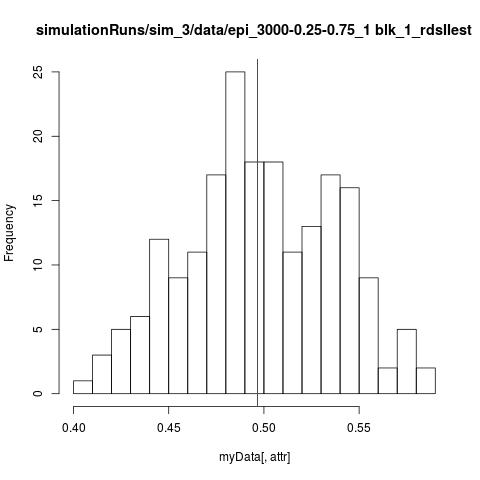 simulationRuns/sim_3/data/epi_3000-0.25-0.75_1 blk_1_rdsIIest
Frequency
25
20
15
10
5
0
0.40 0.45 0.50 0.55
myData[, attr]